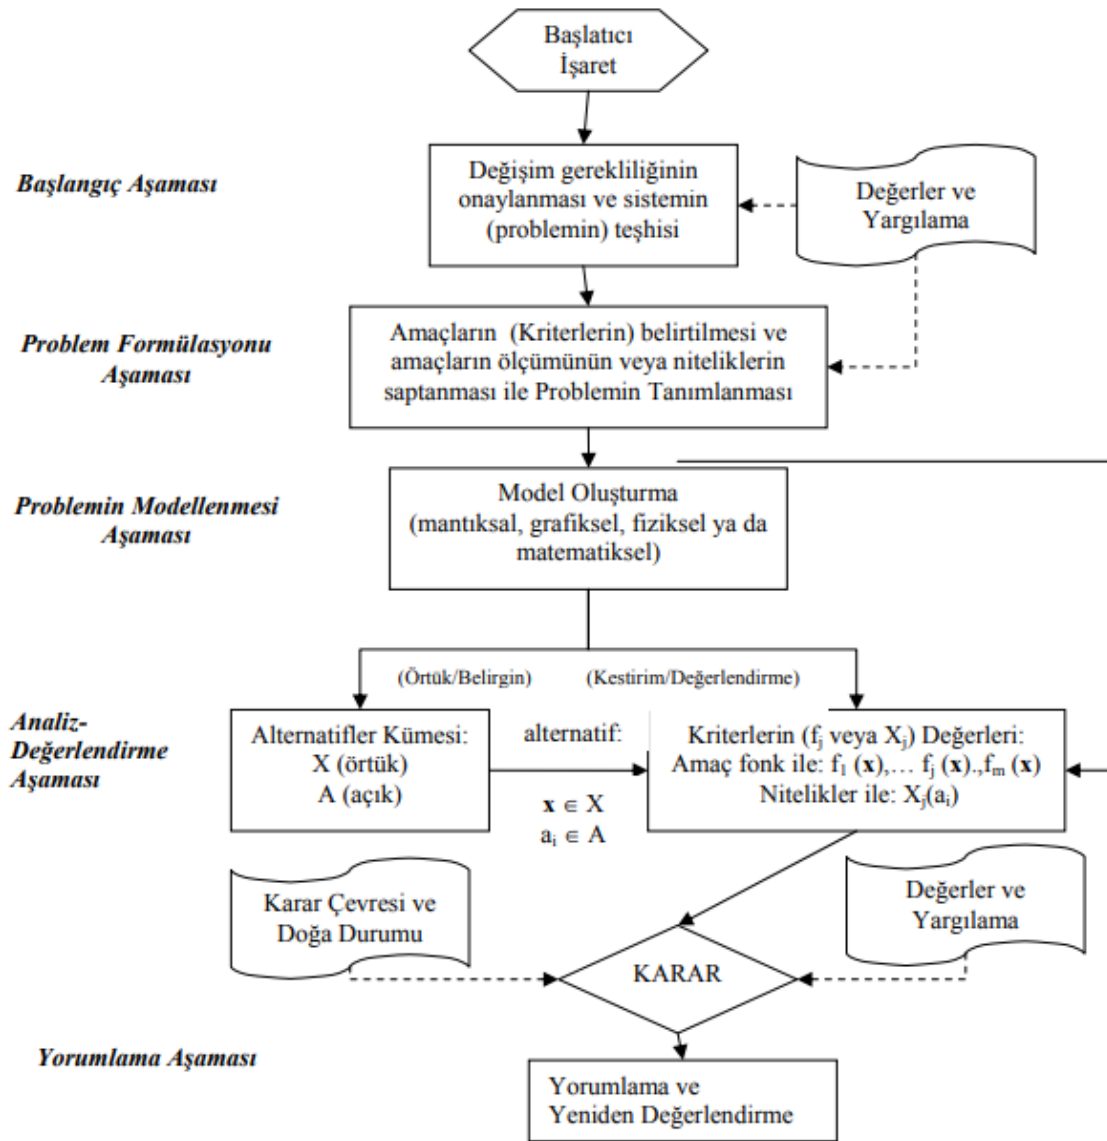 Başlatıcı
İşaret
Başlangıç Aşaması
Değişim gerekliliğinin
onaylanması ve sistemin
(problemin) teşhisi
Değerler ve
Yargılama
Problem Formülasyonu
Aşaması
Amaçların (Kriterlerin) belirtilmesi ve
amaçların ölçümünün veya niteliklerin
saptanması ile Problemin Tanımlanması
Problemin Modellenmesi
Aşaması
Model Oluşturma
(mantıksal, grafiksel, fiziksel ya da
matematiksel)
(Örtük/Belirgin)
(Kestirim/Değerlendirme)
Analiz-
Değerlendirme
Aşaması
Alternatifler Kümesi:
X (örtük)
A (açık)
alternatif:
x ∈ X
aᵢ ∈ A
Kriterlerin (fⱼ veya Xⱼ) Değerleri:
Amaç fonk ile: f₁ (x),… fⱼ (x).,fₘ (x)
Nitelikler ile: Xⱼ(aᵢ)
Karar Çevresi ve
Doğa Durumu
Değerler ve
Yargılama
KARAR
Yorumlama Aşaması
Yorumlama ve
Yeniden Değerlendirme